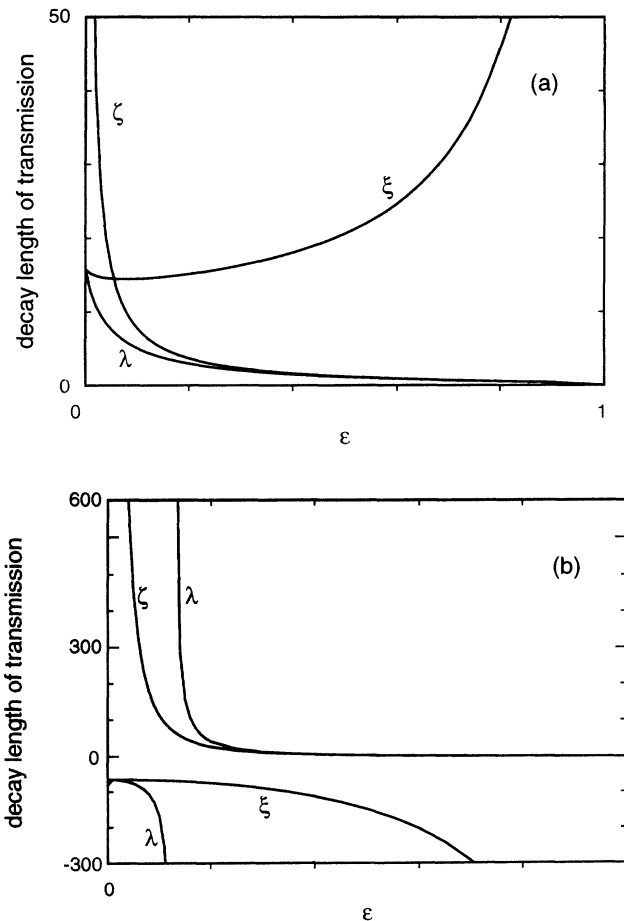 50
(a)
ζ
ξ
decay length of transmission
λ
0
0
1
ε
600
(b)
ζ
λ
300
decay length of transmission
0
ξ
λ
-300
0
ε